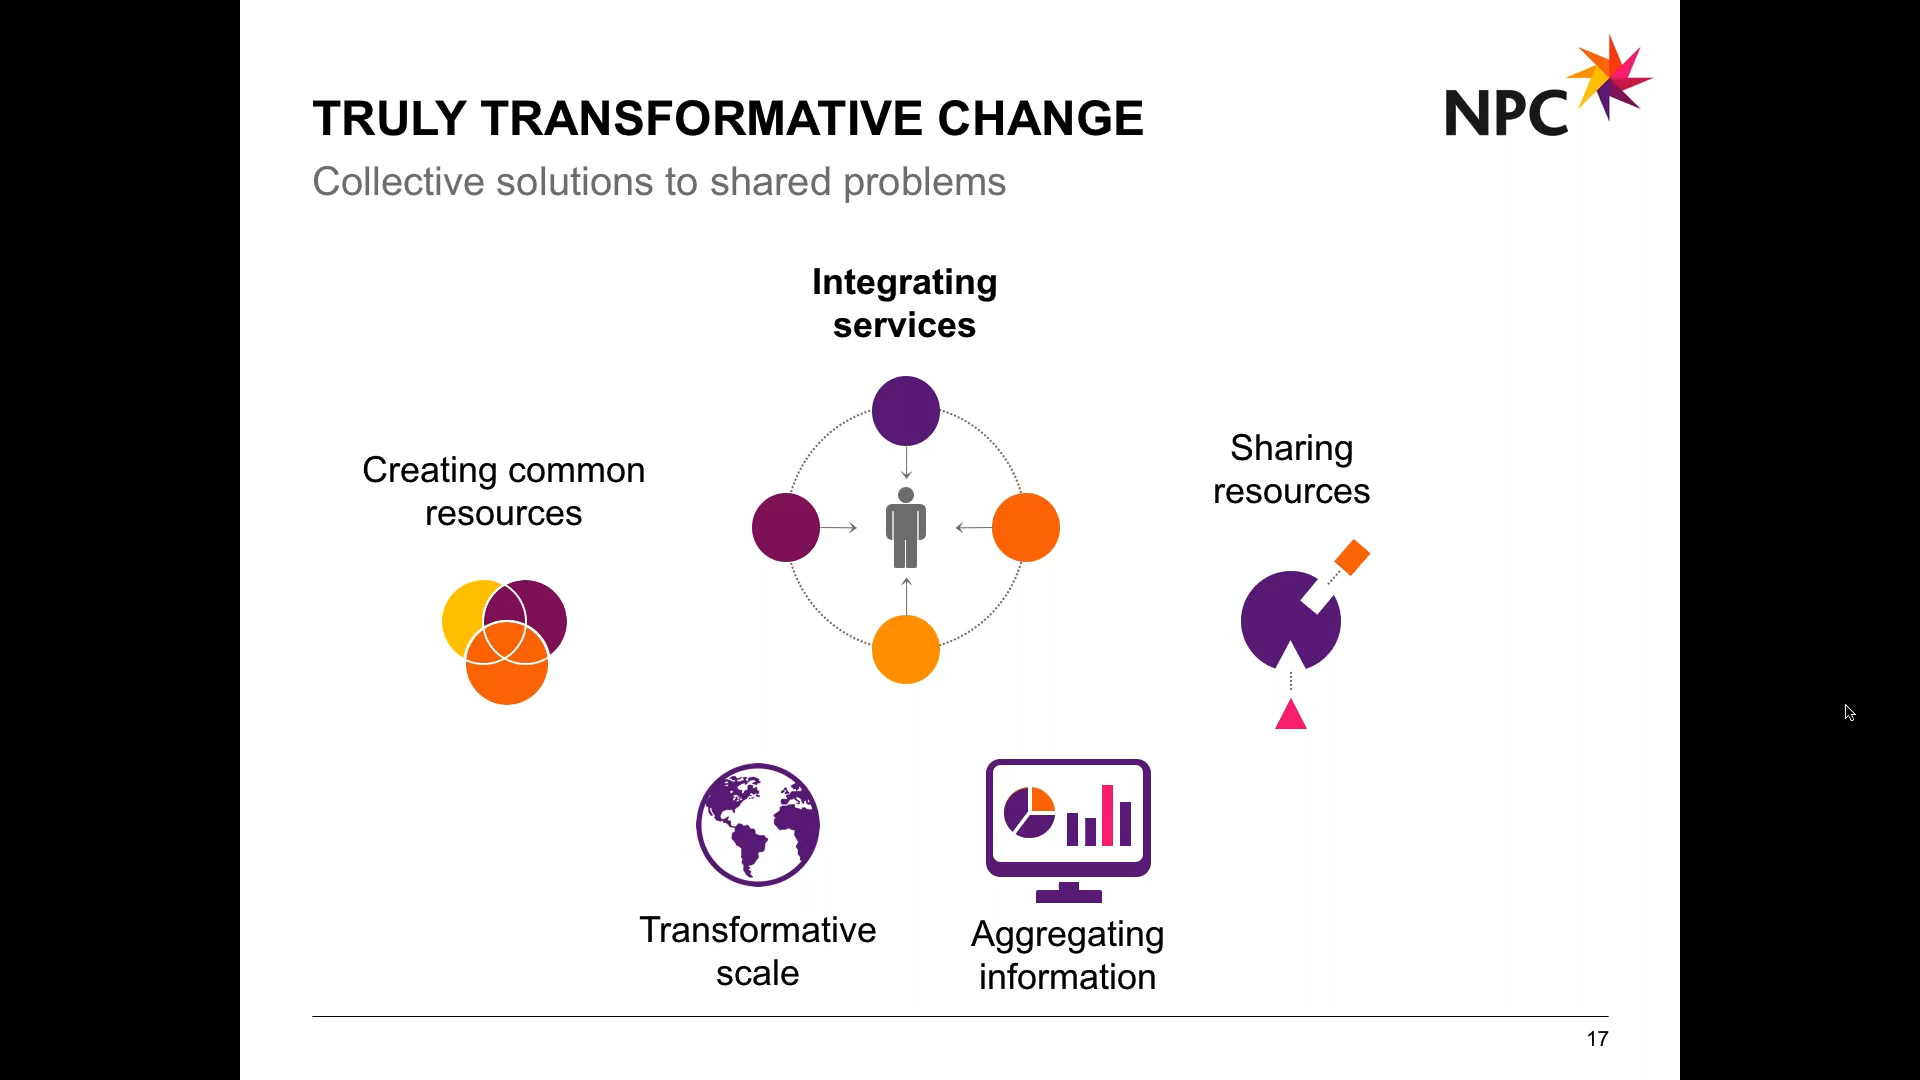 NPC
TRULY TRANSFORMATIVE CHANGE
Collective solutions to shared problems
Integrating
services
Creating common
resources
Sharing
resources
Transformative
scale
Aggregating
information
17